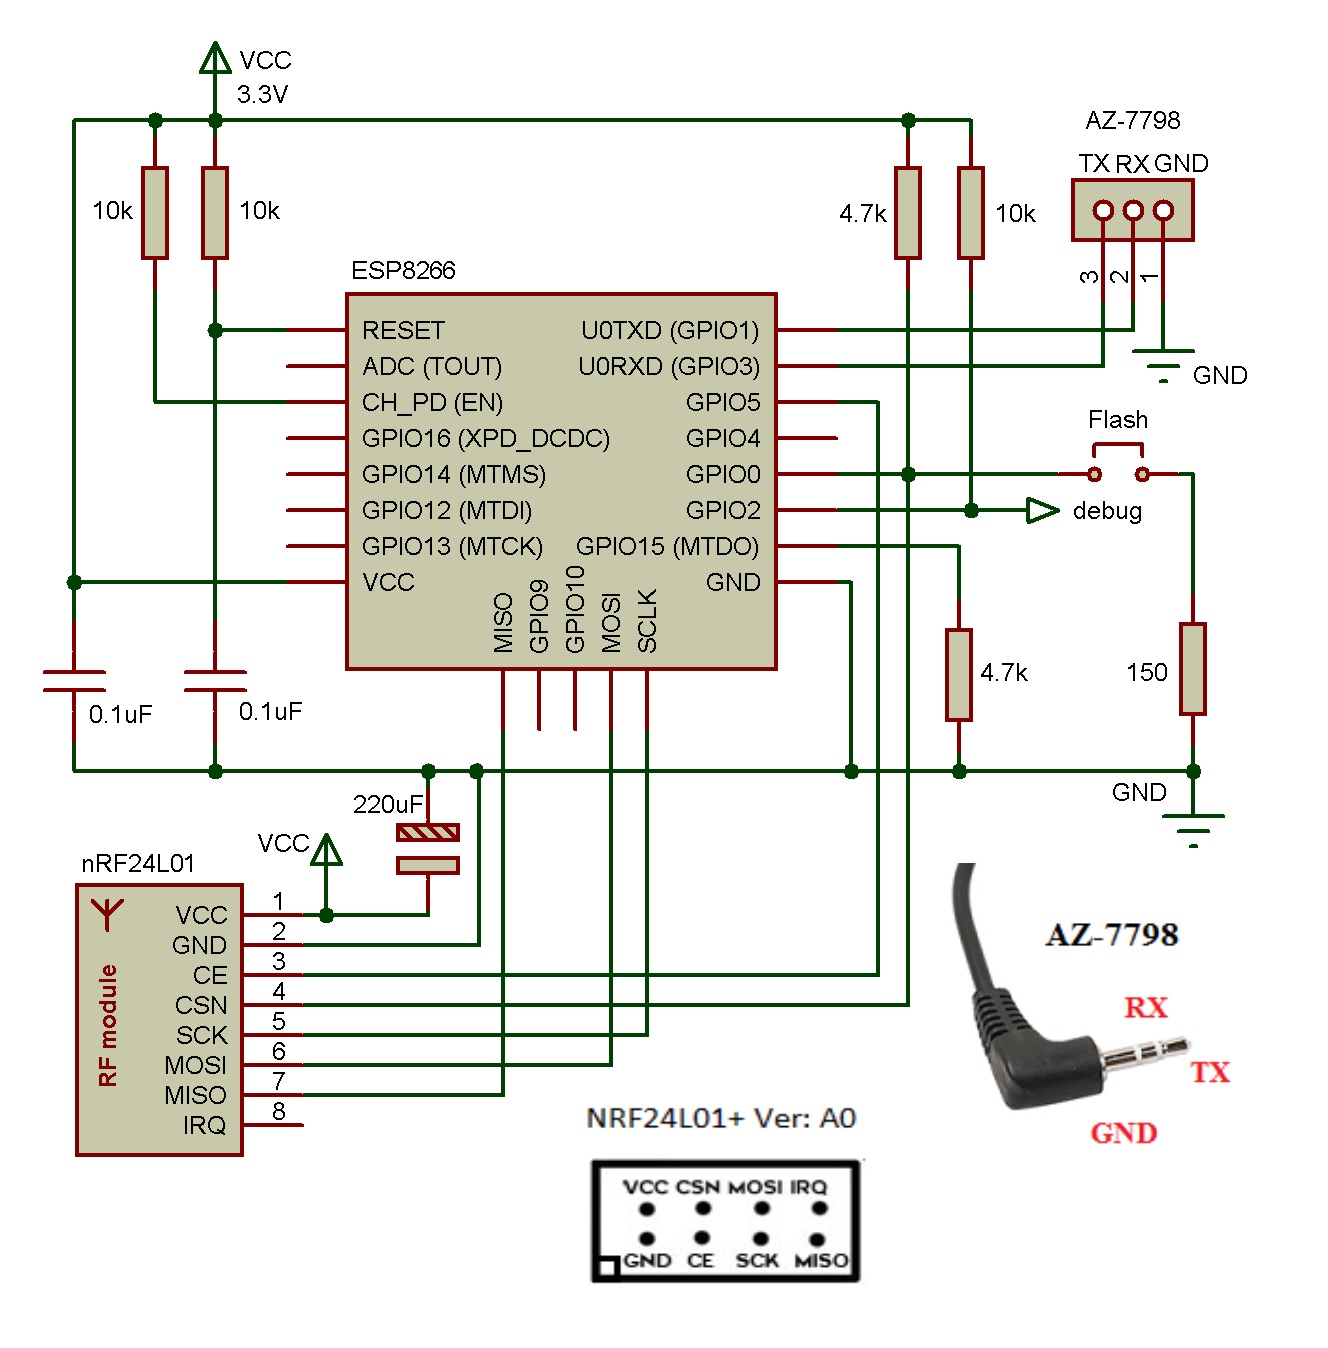 VCC
3.3V
10k
10k
4.7k
10k
AZ-7798
TX RX GND
3
2
1
GND
ESP8266
RESET
ADC (TOUT)
CH_PD (EN)
GPIO16 (XPD_DCDC)
GPIO14 (MTMS)
GPIO12 (MTDI)
GPIO13 (MTCK)
VCC
U0TXD (GPIO1)
U0RXD (GPIO3)
GPIO5
GPIO4
GPIO0
GPIO2
GPIO15 (MTDO)
GND
MISO
GPIO9
GPIO10
MOSI
SCLK
Flash
debug
4.7k
150
0.1uF
0.1uF
GND
220uF
VCC
nRF24L01
RF module
VCC 1
GND 2
CE 3
CSN 4
SCK 5
MOSI 6
MISO 7
IRQ 8
AZ-7798
RX
TX
GND
NRF24L01+ Ver: A0
VCC CSN MOSI IRQ
GND CE SCK MISO